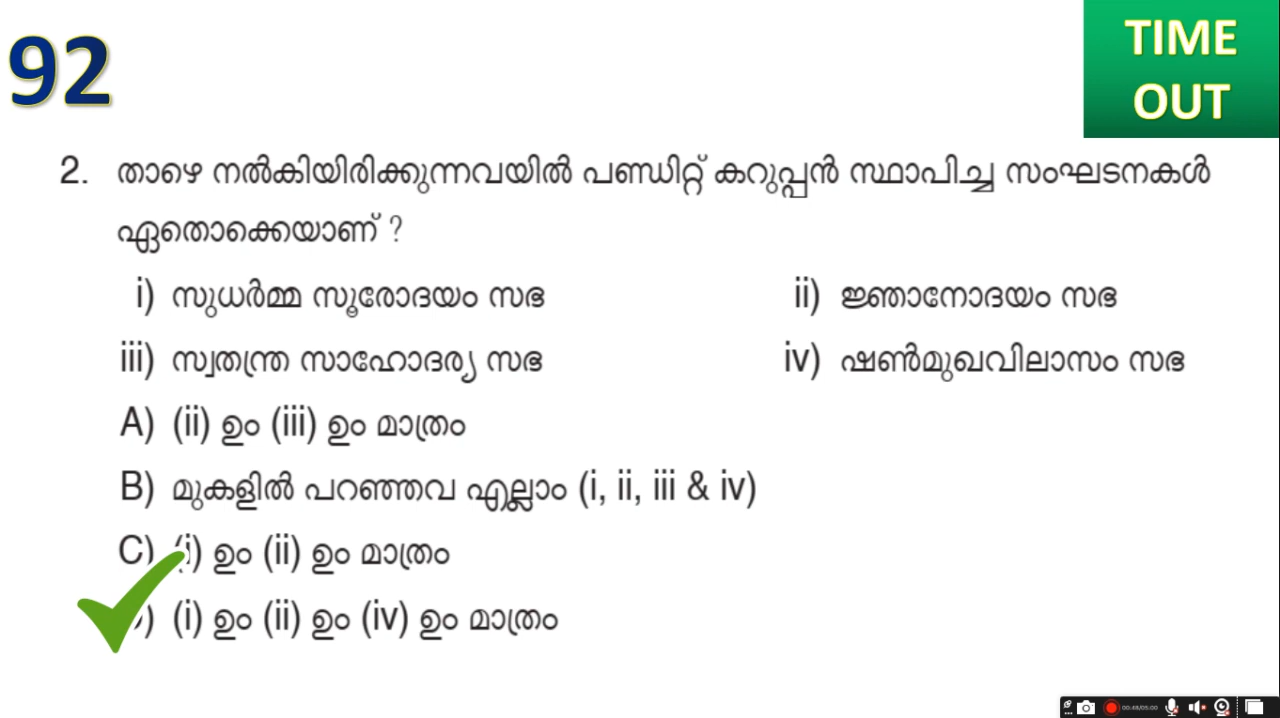 92
TIME
OUT
2. താഴെ നൽകിയിരിക്കുന്നവയിൽ പണ്ഡിറ്റ് കറുപ്പൻ സ്ഥാപിച്ച സംഘടനകൾ
ഏതൊക്കെയാണ് ?
i) സുധർമ്മ സൂരോദയം സഭ ii) ജ്ഞാനോദയം സഭ
iii) സ്വതന്ത്ര സാഹോദര്യ സഭ iv) ഷൺമുഖവിലാസം സഭ
A) (ii) ഉം (iii) ഉം മാത്രം
B) മുകളിൽ പറഞ്ഞവ എല്ലാം (i, ii, iii & iv)
C) (i) ഉം (ii) ഉം മാത്രം
(i) ഉം (ii) ഉം (iv) ഉം മാത്രം